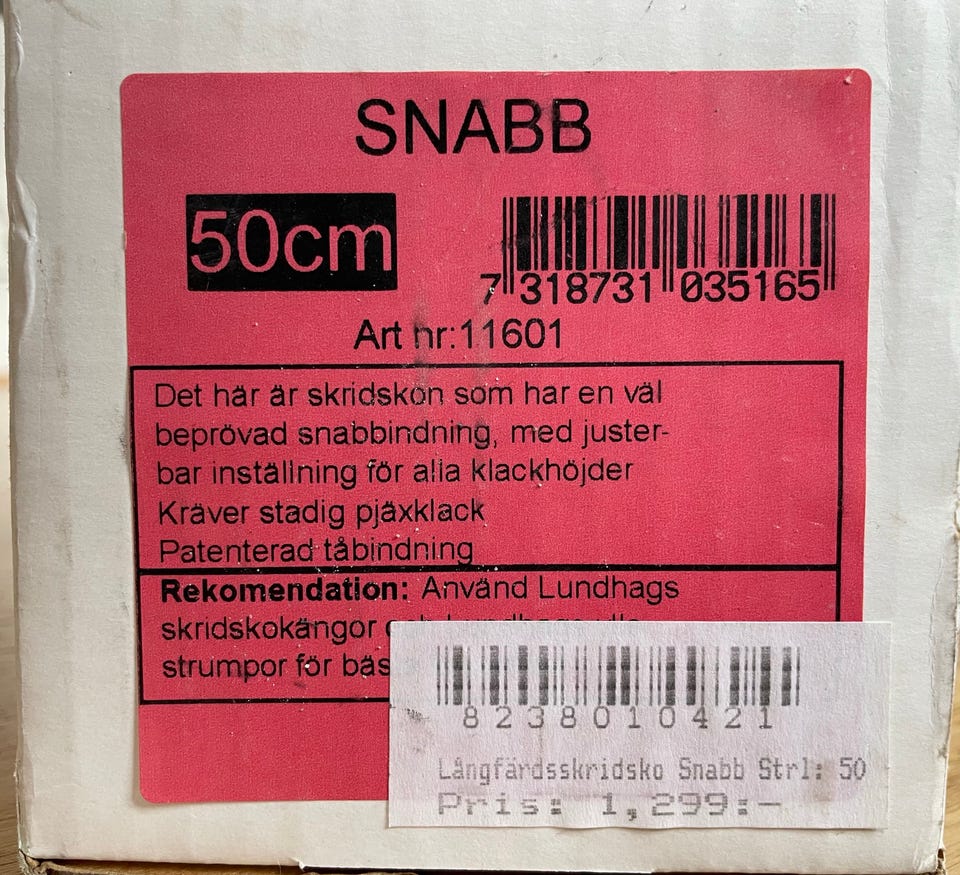 SNABB
50cm
7 318731 035165
Art nr:11601
Det här är skridskon som har en väl
beprövad snabbindning, med juster-
bar inställning för alla klackhöjder
Kräver stadig pjäxklack
Patenterad tåbindning
Rekomendation: Använd Lundhags
skridskokängor
strumpor för
8238010421
Långfärdsskridsko Snabb Strl: 50
Pris: 1,299:-